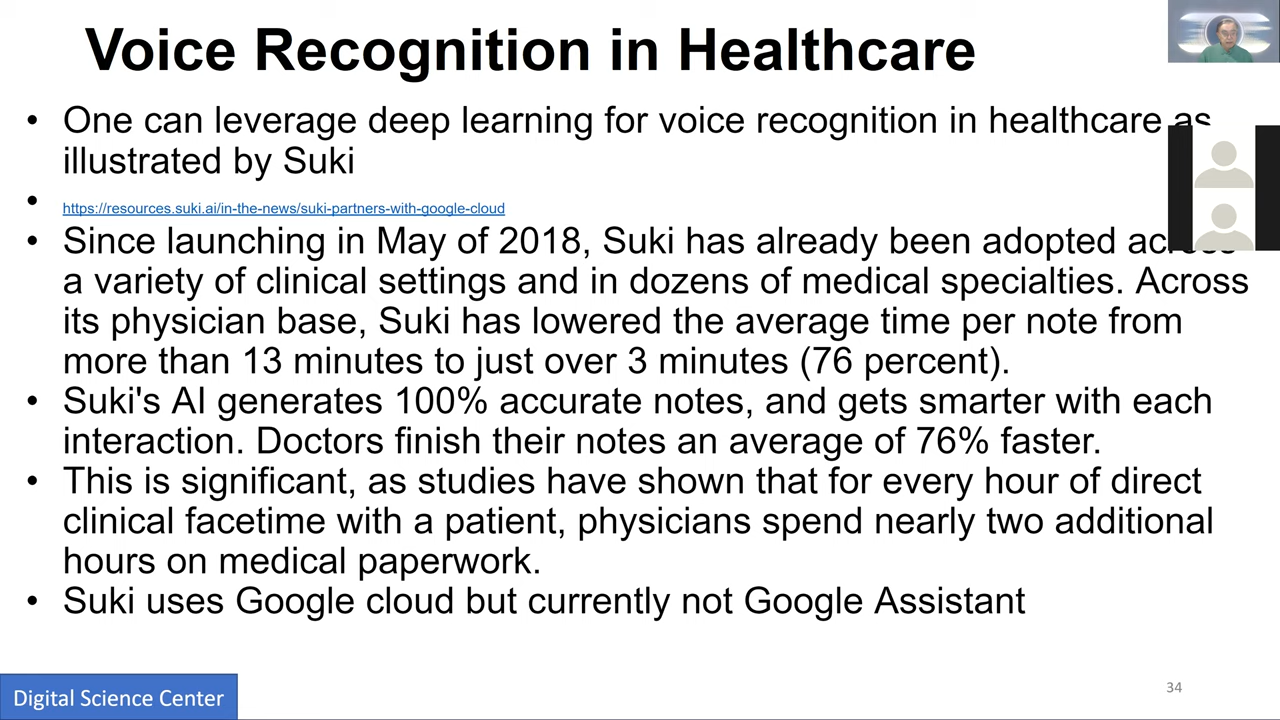 Voice Recognition in Healthcare
• One can leverage deep learning for voice recognition in healthcare as
illustrated by Suki
• https://resources.suki.ai/in-the-news/suki-partners-with-google-cloud
• Since launching in May of 2018, Suki has already been adopted across
a variety of clinical settings and in dozens of medical specialties. Across
its physician base, Suki has lowered the average time per note from
more than 13 minutes to just over 3 minutes (76 percent).
• Suki's AI generates 100% accurate notes, and gets smarter with each
interaction. Doctors finish their notes an average of 76% faster.
• This is significant, as studies have shown that for every hour of direct
clinical facetime with a patient, physicians spend nearly two additional
hours on medical paperwork.
• Suki uses Google cloud but currently not Google Assistant
Digital Science Center
34